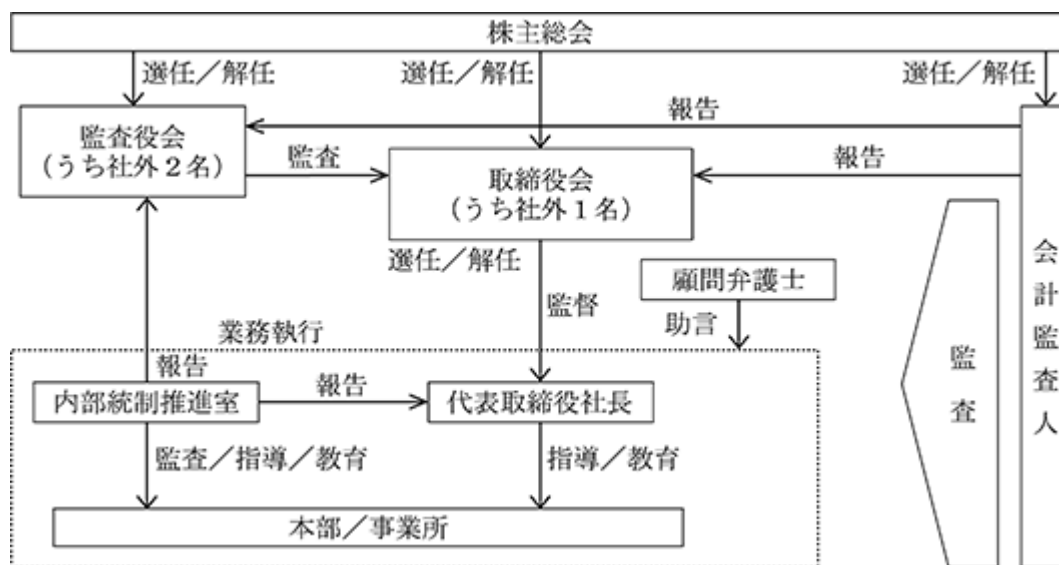 株主総会
選任／解任
選任／解任
選任／解任
報告
監査役会
（うち社外２名）
監査
報告
取締役会
（うち社外１名）
選任／解任
監督
顧問弁護士
助言
会計監査人
監査
業務執行
報告
内部統制推進室
報告
代表取締役社長
監査／指導／教育
指導／教育
本部／事業所